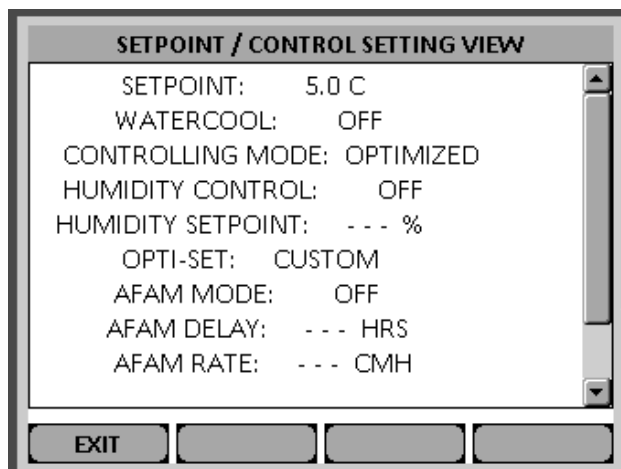 SETPOINT / CONTROL SETTING VIEW
SETPOINT: 5.0 C
WATERCOOL: OFF
CONTROLLING MODE: OPTIMIZED
HUMIDITY CONTROL: OFF
HUMIDITY SETPOINT: - - - %
OPTI-SET: CUSTOM
AFAM MODE: OFF
AFAM DELAY: - - - HRS
AFAM RATE: - - - CMH
EXIT